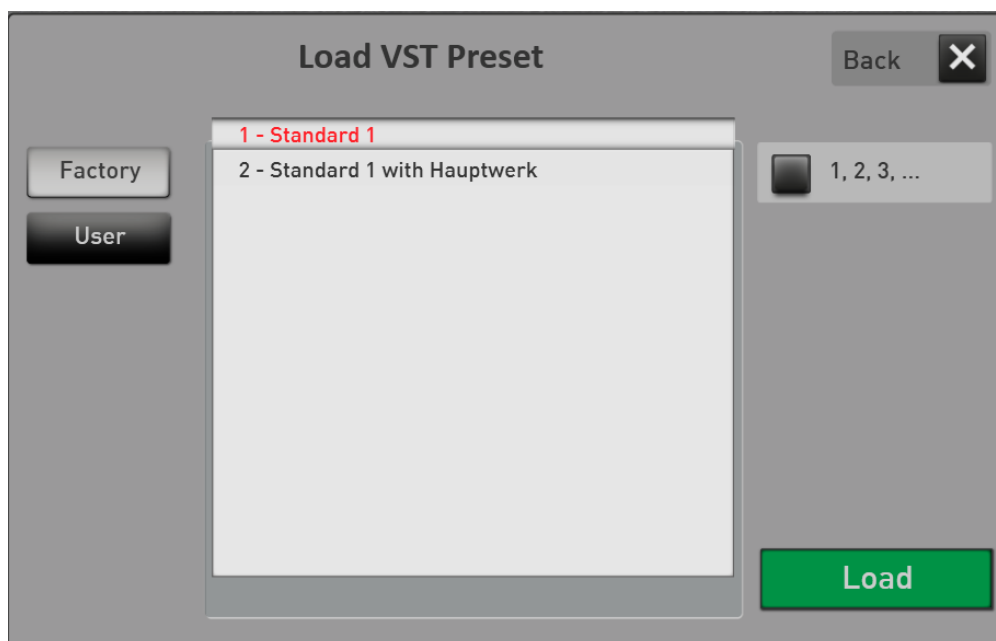 Load VST Preset
Back
Factory
User
1 - Standard 1
2 - Standard 1 with Hauptwerk
1, 2, 3, ...
Load